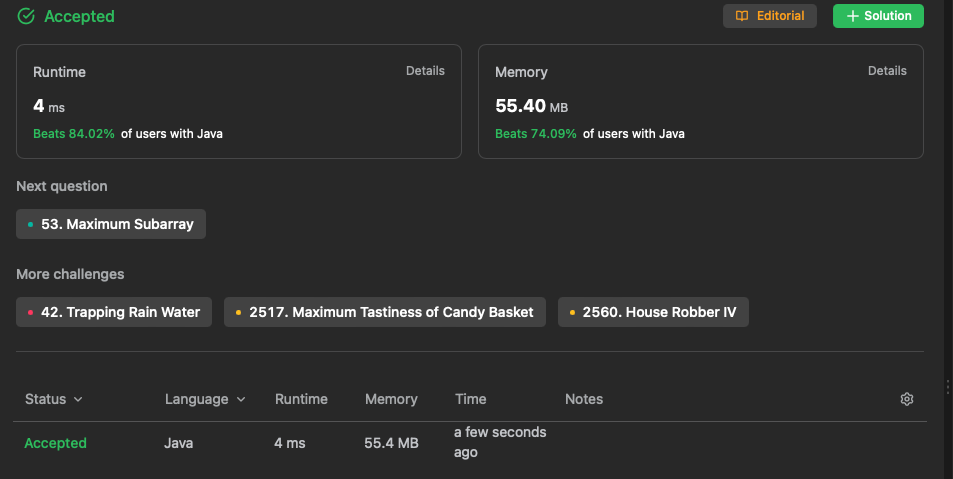 Accepted
Editorial
+ Solution
Runtime
Details
4 ms
Beats 84.02% of users with Java
Memory
Details
55.40 MB
Beats 74.09% of users with Java
Next question
53. Maximum Subarray
More challenges
42. Trapping Rain Water
2517. Maximum Tastiness of Candy Basket
2560. House Robber IV
Status Language Runtime Memory Time Notes
Accepted Java 4 ms 55.4 MB a few seconds
ago